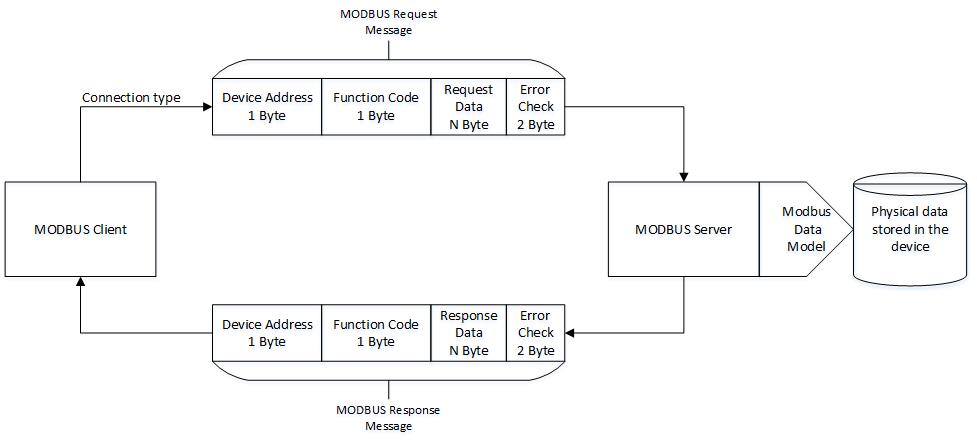 MODBUS Request
Message
Connection type
Device Address
1 Byte
Function Code
1 Byte
Request
Data
N Byte
Error
Check
2 Byte
MODBUS Client
MODBUS Server
Modbus
Data
Model
Physical data
stored in the
device
Device Address
1 Byte
Function Code
1 Byte
Response
Data
N Byte
Error
Check
2 Byte
MODBUS Response
Message